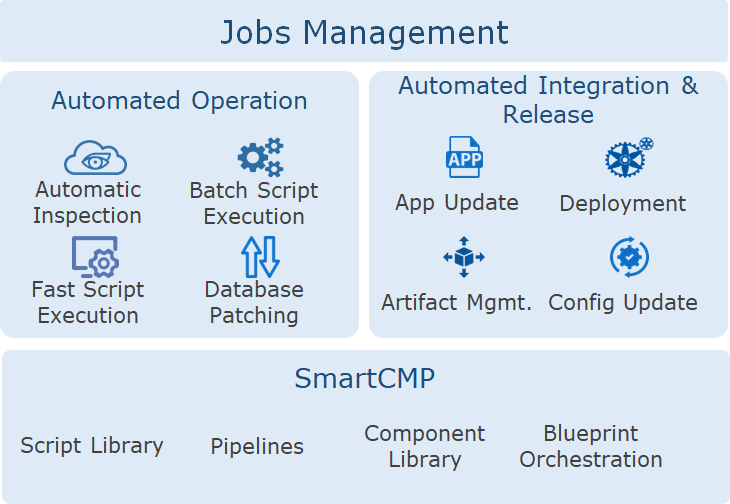 Jobs Management
Automated Operation
Automatic
Inspection
Batch Script
Execution
Fast Script
Execution
Database
Patching
Automated Integration &
Release
APP
App Update
Deployment
Artifact Mgmt.
Config Update
SmartCMP
Script Library
Pipelines
Component
Library
Blueprint
Orchestration